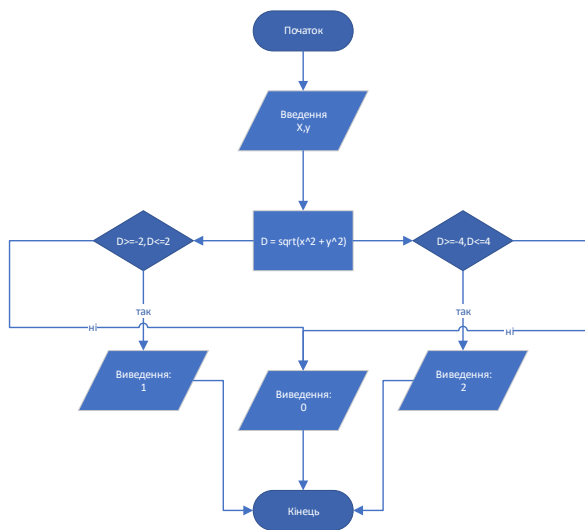 Початок
Введення
X,y
D>=-2,D<=2
D = sqrt(x^2 + y^2)
D>=-4,D<=4
так
так
ні
ні
Виведення:
1
Виведення:
0
Виведення:
2
Кінець